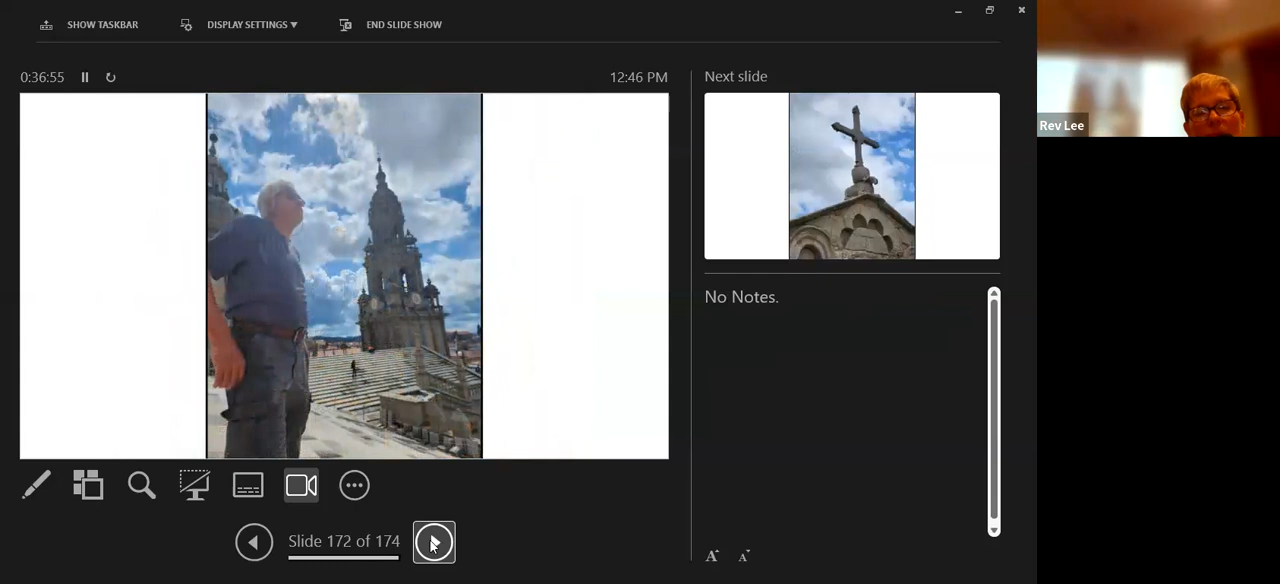 SHOW TASKBAR
DISPLAY SETTINGS ▼
END SLIDE SHOW
0:36:55
12:46 PM
Next slide
Rev Lee
No Notes.
Slide 172 of 174
A A